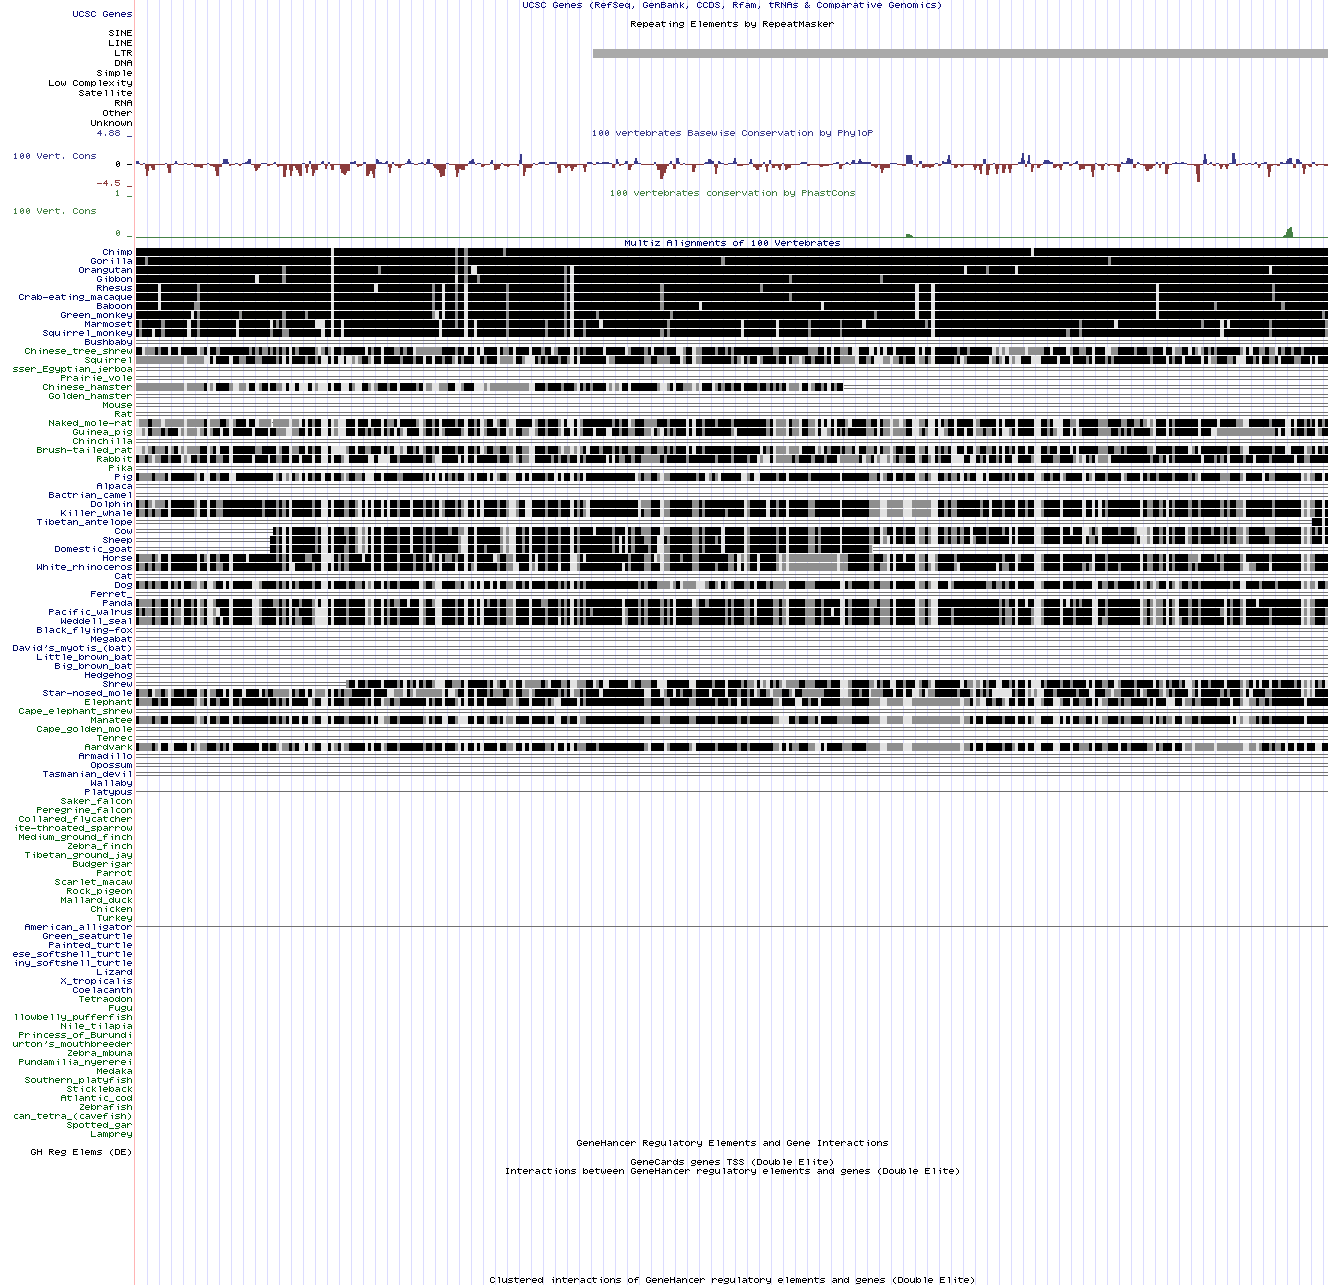 UCSC Genes (RefSeq, GenBank, CCDS, Rfam, tRNAs & Comparative Genomics)
UCSC Genes
Repeating Elements by RepeatMasker
SINE
LINE
LTR
DNA
Simple
Low Complexity
Satellite
RNA
Other
Unknown
4.88 _
100 vertebrates Basewise Conservation by PhyloP
100 Vert. Cons
0 -
-4.5 _
1 _
100 vertebrates conservation by PhastCons
100 Vert. Cons
0 _
Multiz Alignments of 100 Vertebrates
Chimp
Gorilla
Orangutan
Gibbon
Rhesus
Crab-eating_macaque
Baboon
Green_monkey
Marmoset
Squirrel_monkey
Bushbaby
Chinese_tree_shrew
Squirrel
sser_Egyptian_jerboa
Prairie_vole
Chinese_hamster
Golden_hamster
Mouse
Rat
Naked_mole-rat
Guinea_pig
Chinchilla
Brush-tailed_rat
Rabbit
Pika
Pig
Alpaca
Bactrian_camel
Dolphin
Killer_whale
Tibetan_antelope
Cow
Sheep
Domestic_goat
Horse
White_rhinoceros
Cat
Dog
Ferret_
Panda
Pacific_walrus
Weddell_seal
Black_flying-fox
Megabat
David's_myotis_(bat)
Little_brown_bat
Big_brown_bat
Hedgehog
Shrew
Star-nosed_mole
Elephant
Cape_elephant_shrew
Manatee
Cape_golden_mole
Tenrec
Aardvark
Armadillo
Opossum
Tasmanian_devil
Wallaby
Platypus
Saker_falcon
Peregrine_falcon
Collared_flycatcher
ite-throated_sparrow
Medium_ground_finch
Zebra_finch
Tibetan_ground_jay
Budgerigar
Parrot
Scarlet_macaw
Rock_pigeon
Mallard_duck
Chicken
Turkey
American_alligator
Green_seaturtle
Painted_turtle
ese_softshell_turtle
iny_softshell_turtle
Lizard
X_tropicalis
Coelacanth
Tetraodon
Fugu
llowbelly_pufferfish
Nile_tilapia
Princess_of_Burundi
urton's_mouthbreeder
Zebra_mbuna
Pundamilia_nyererei
Medaka
Southern_platyfish
Stickleback
Atlantic_cod
Zebrafish
can_tetra_(cavefish)
Spotted_gar
Lamprey
GeneHancer Regulatory Elements and Gene Interactions
GH Reg Elems (DE)
GeneCards genes TSS (Double Elite)
Interactions between GeneHancer regulatory elements and genes (Double Elite)
Clustered interactions of GeneHancer regulatory elements and genes (Double Elite)